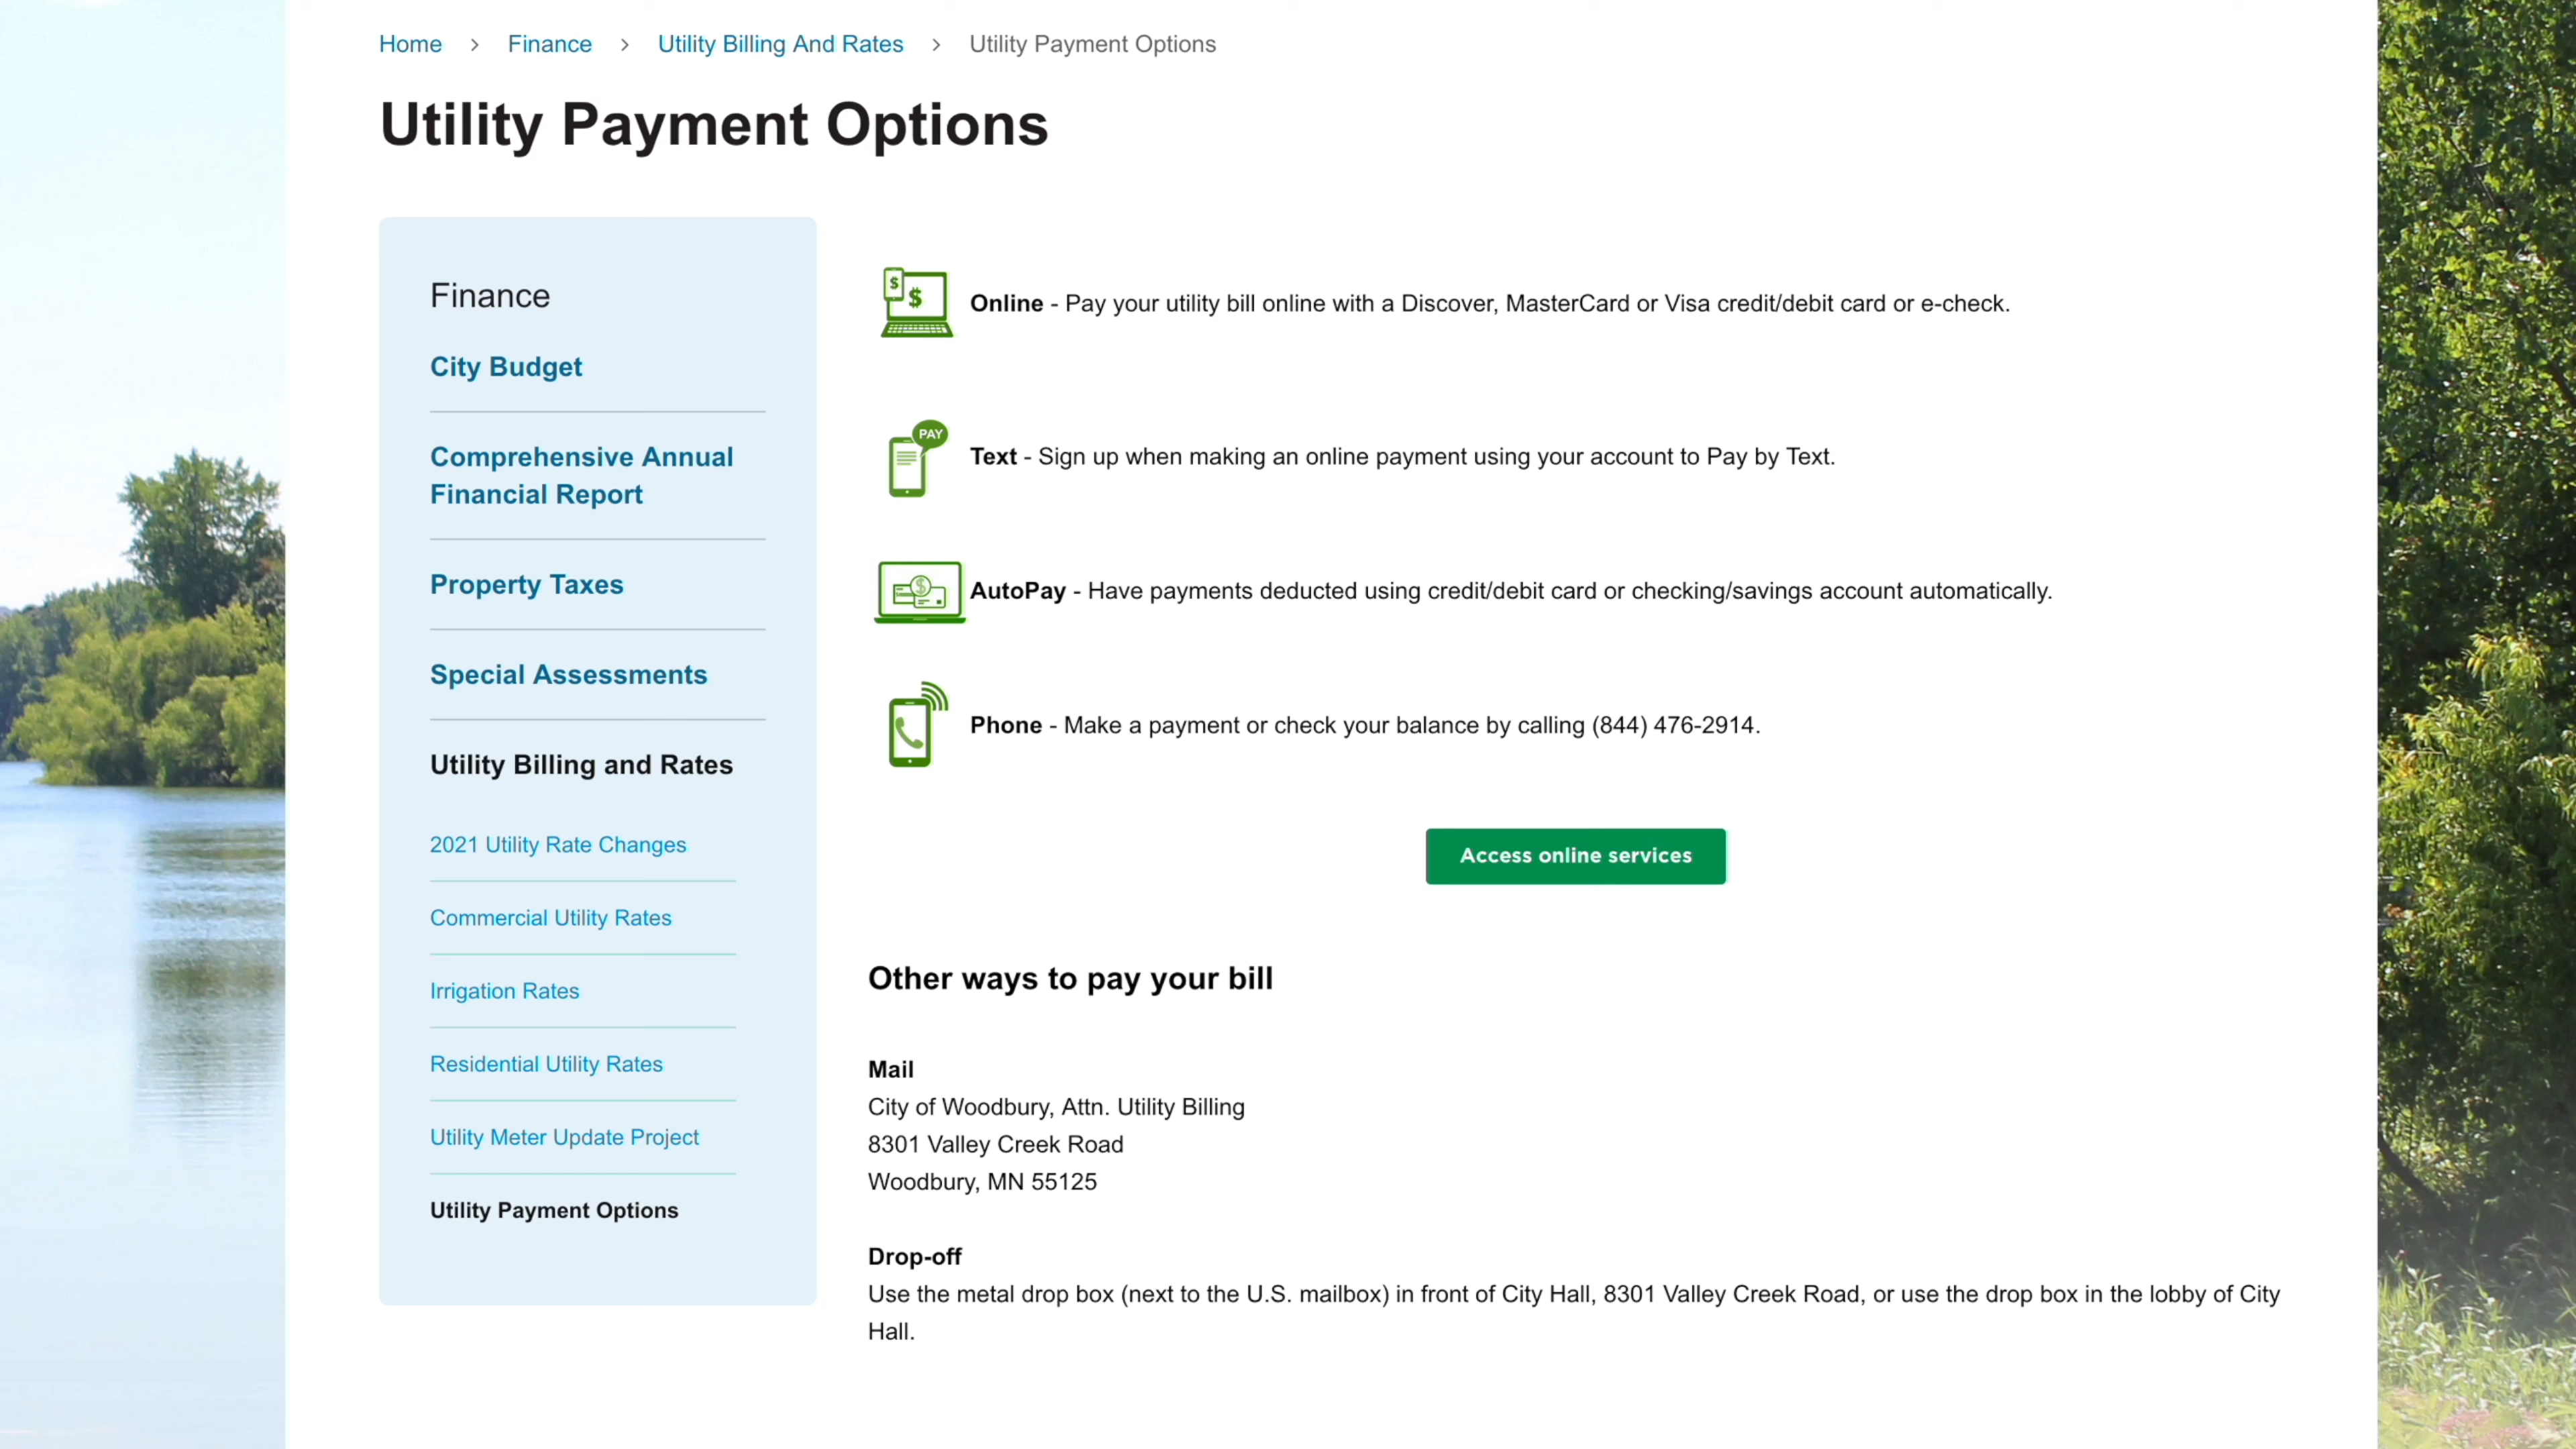 Home > Finance > Utility Billing And Rates > Utility Payment Options
Utility Payment Options
Finance
City Budget
Comprehensive Annual
Financial Report
Property Taxes
Special Assessments
Utility Billing and Rates
2021 Utility Rate Changes
Commercial Utility Rates
Irrigation Rates
Residential Utility Rates
Utility Meter Update Project
Utility Payment Options
$ $
Online - Pay your utility bill online with a Discover, MasterCard or Visa credit/debit card or e-check.
PAY
Text - Sign up when making an online payment using your account to Pay by Text.
$
AutoPay - Have payments deducted using credit/debit card or checking/savings account automatically.
Phone - Make a payment or check your balance by calling (844) 476-2914.
Access online services
Other ways to pay your bill
Mail
City of Woodbury, Attn. Utility Billing
8301 Valley Creek Road
Woodbury, MN 55125
Drop-off
Use the metal drop box (next to the U.S. mailbox) in front of City Hall, 8301 Valley Creek Road, or use the drop box in the lobby of City
Hall.